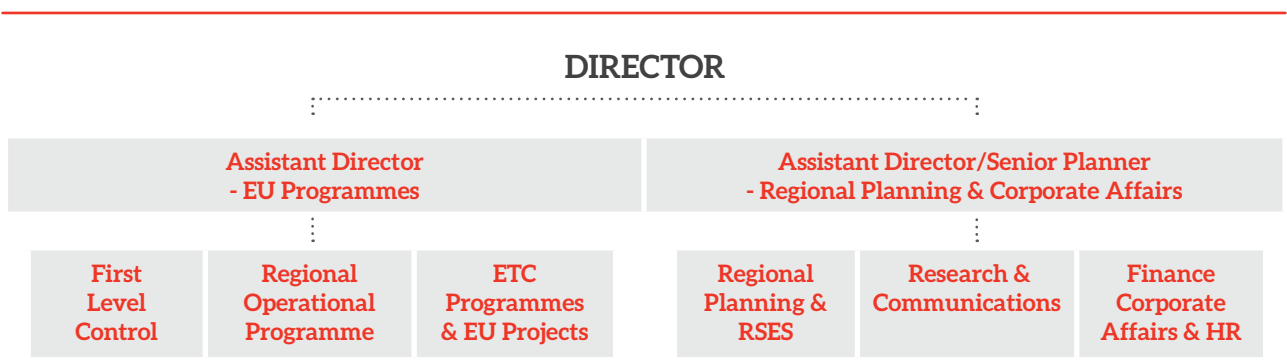 DIRECTOR
Assistant Director
- EU Programmes
Assistant Director/Senior Planner
- Regional Planning & Corporate Affairs
First
Level
Control
Regional
Operational
Programme
ETC
Programmes
& EU Projects
Regional
Planning &
RSES
Research &
Communications
Finance
Corporate
Affairs & HR